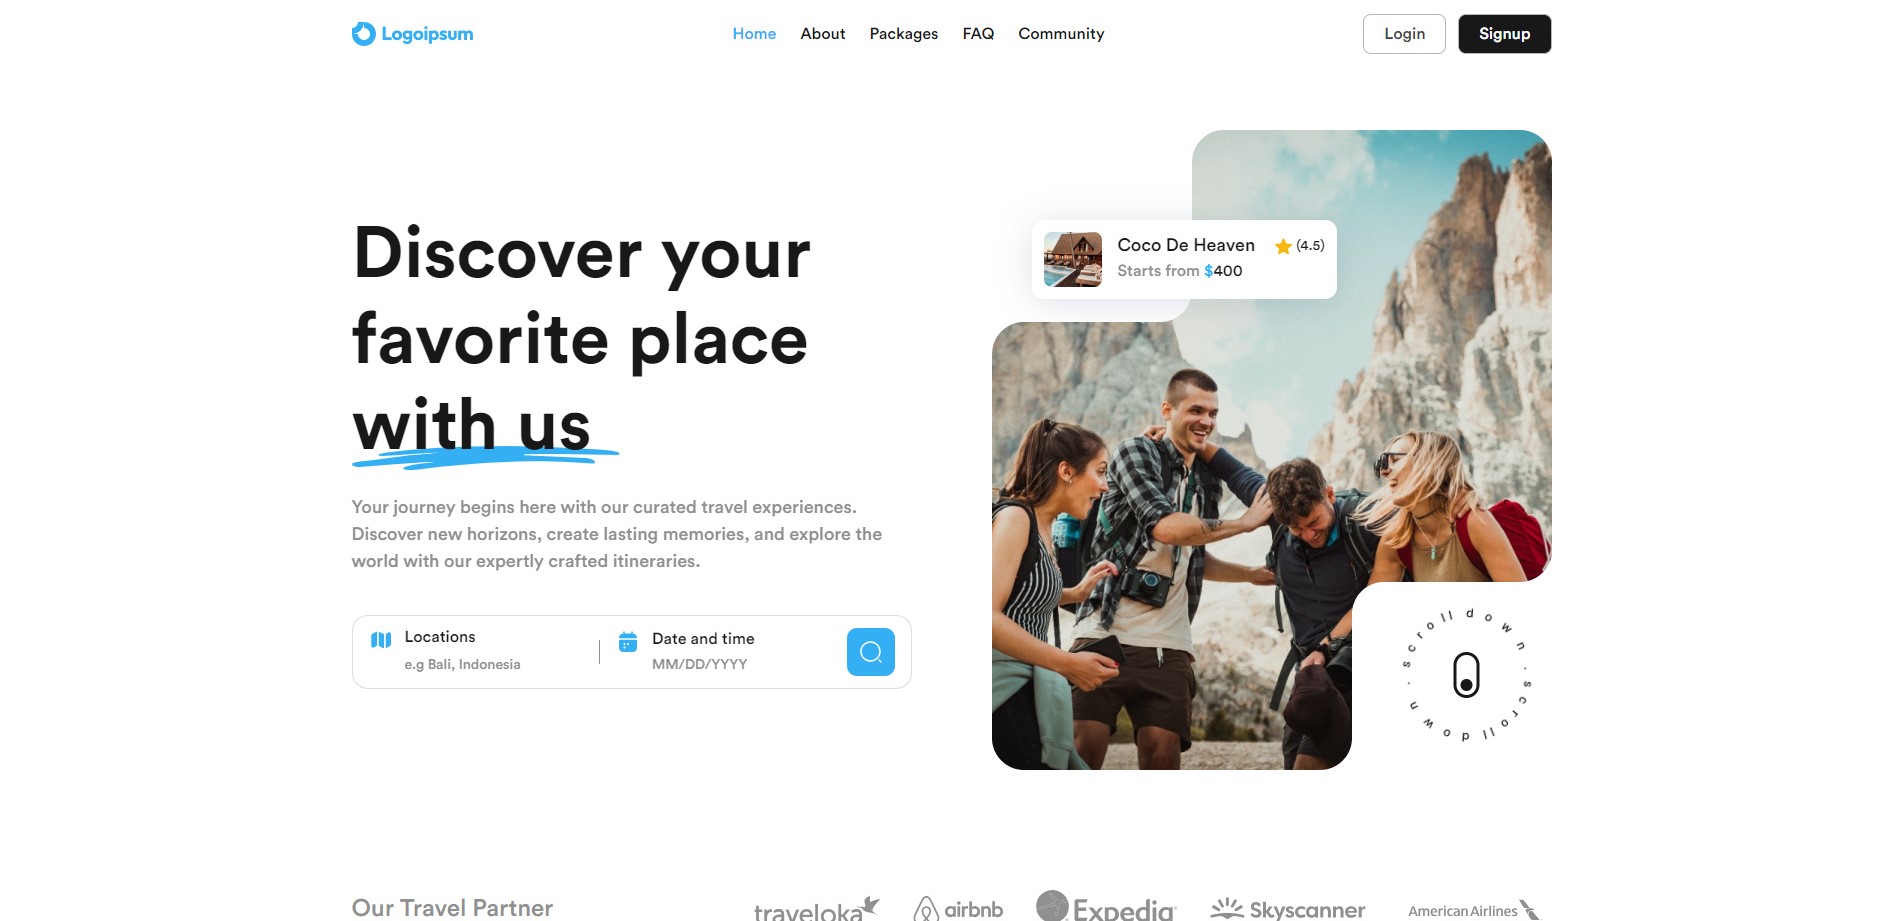 Logoipsum
Home About Packages FAQ Community
Login
Signup
Discover your
favorite place
with us
Coco De Heaven (4.5)
Starts from $400
Your journey begins here with our curated travel experiences.
Discover new horizons, create lasting memories, and explore the
world with our expertly crafted itineraries.
Locations
e.g Bali, Indonesia
Date and time
MM/DD/YYYY
scroll down · scroll down ·
Our Travel Partner
traveloka
airbnb
Expedia
Skyscanner
American Airlines